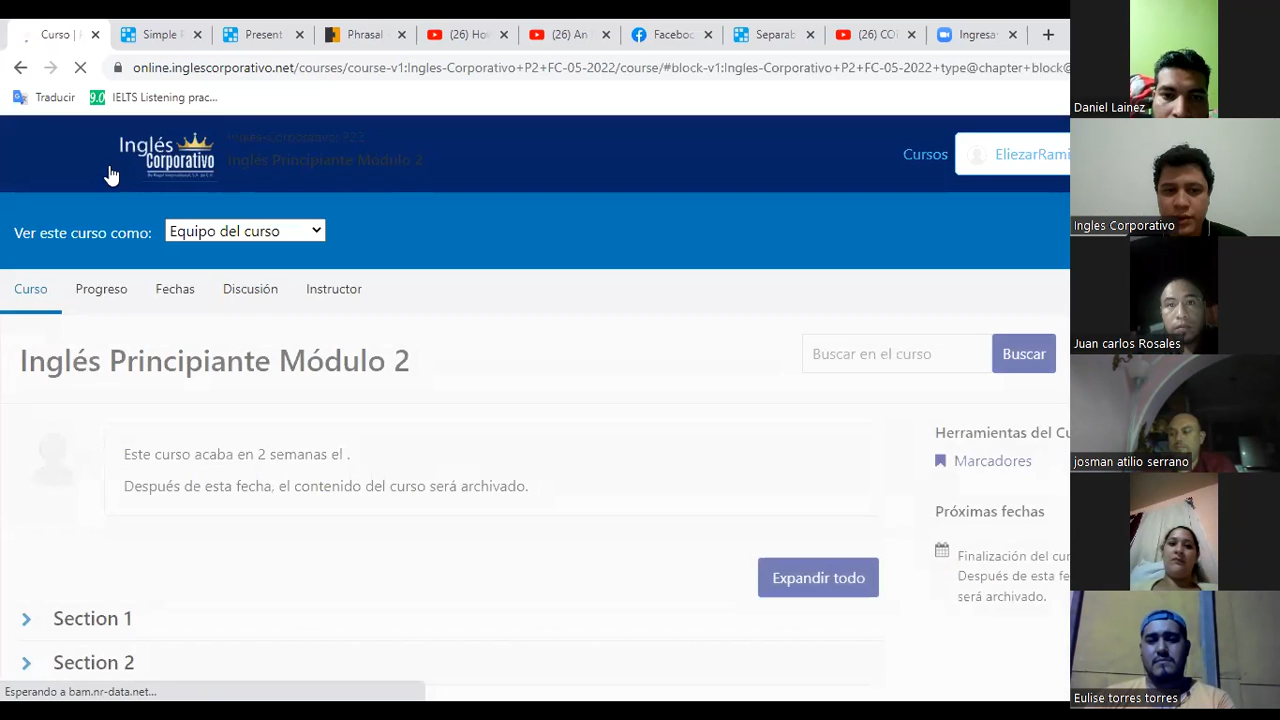 Curso |
Simple
Present
Phrasal
(26) Ho
(26) An
Faceboo
Separab
(26) CO
Ingresa
online.inglescorporativo.net/courses/course-v1:Ingles-Corporativo+P2+FC-05-2022/course/#block-v1:Ingles-Corporativo+P2+FC-05-2022+type@chapter+block@
Traducir
9.0 IELTS Listening prac...
Inglés
Corporativo
Inglés Principiante Módulo 2
Cursos
EliezarRami
Ver este curso como:
Equipo del curso
Curso
Progreso
Fechas
Discusión
Instructor
Inglés Principiante Módulo 2
Buscar en el curso
Buscar
Este curso acaba en 2 semanas el .
Después de esta fecha, el contenido del curso será archivado.
Herramientas del Cu
Marcadores
Próximas fechas
Finalización del cur
Después de esta fe
será archivado.
Expandir todo
Section 1
Section 2
Esperando a bam.nr-data.net...
Daniel Lainez
Ingles Corporativo
Juan carlos Rosales
josman atilio serrano
Eulise torres torres